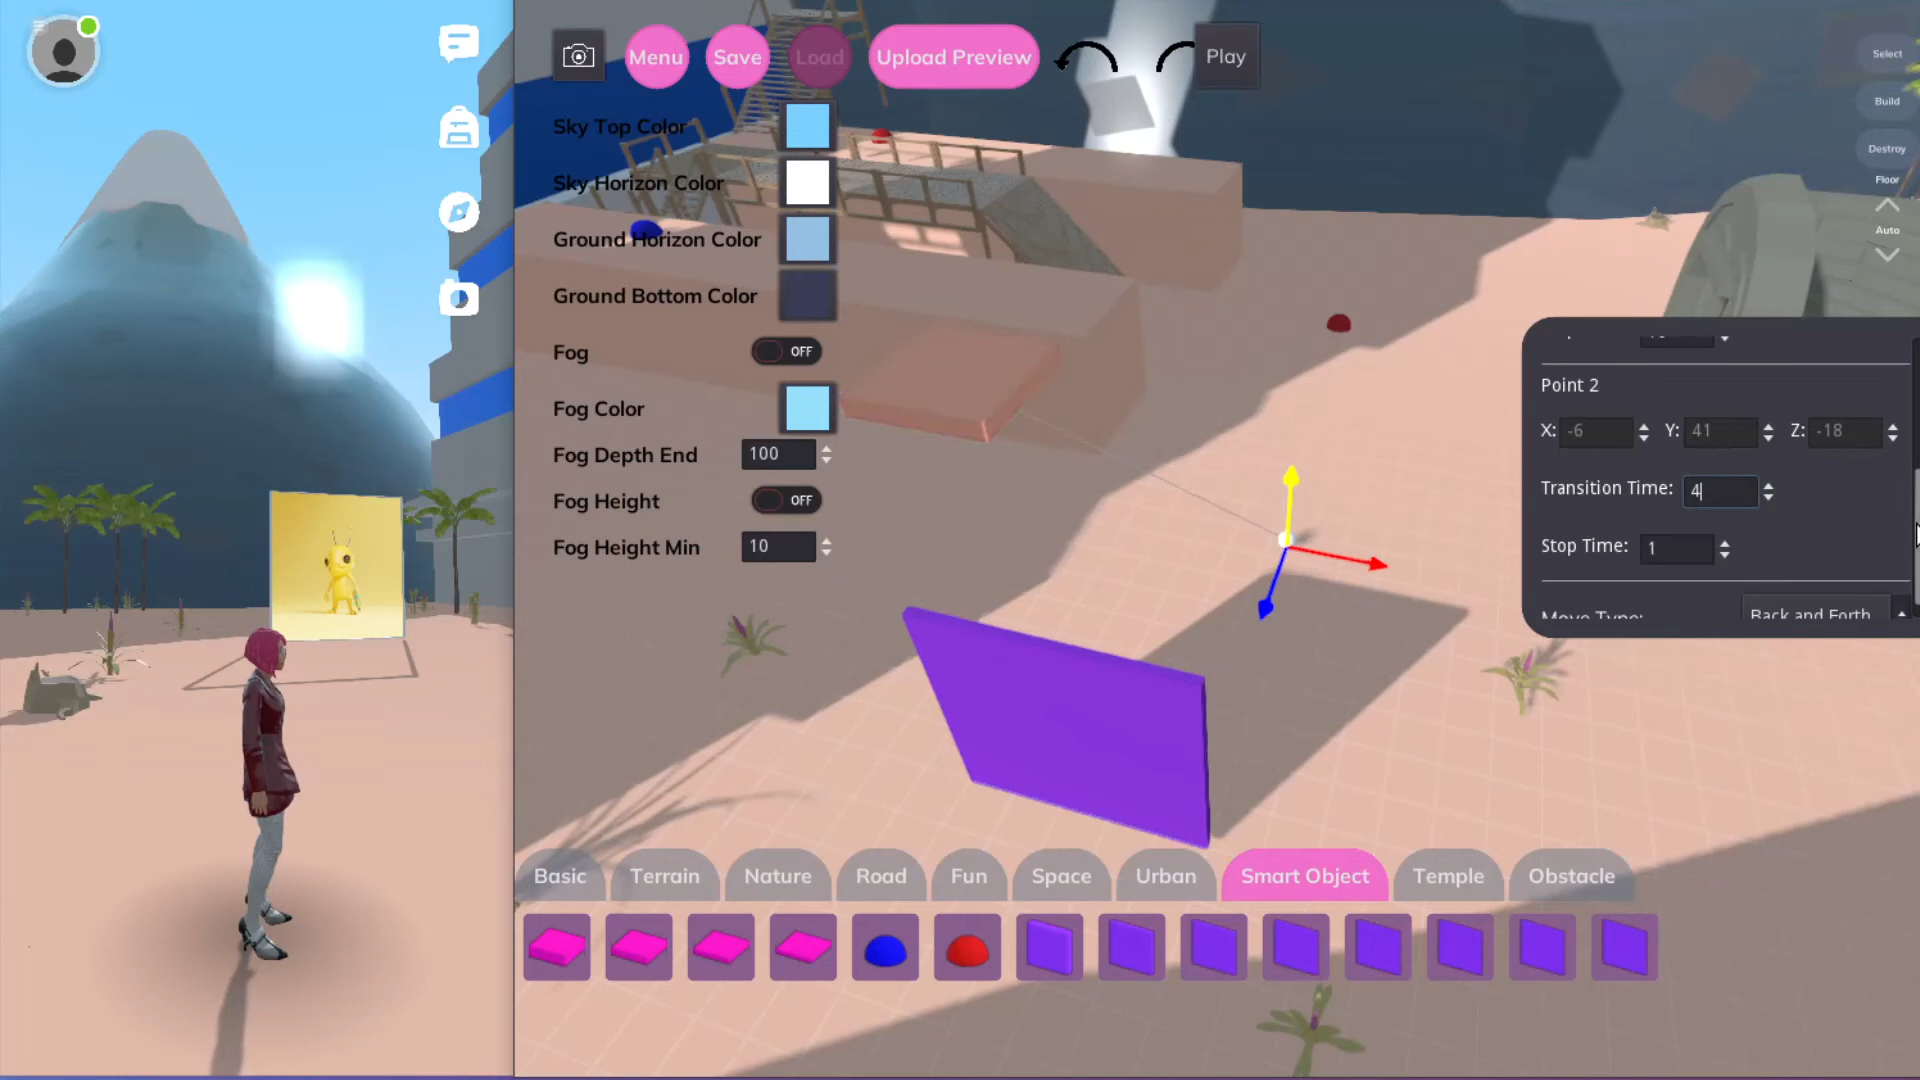 Menu
Save
Load
Upload Preview
Play
Select
Build
Destroy
Floor
Auto
Sky Top Color
Sky Horizon Color
Ground Horizon Color
Ground Bottom Color
Fog
OFF
Fog Color
Fog Depth End
100
Fog Height
OFF
Fog Height Min
10
Point 2
X: -6 Y: 41 Z: -18
Transition Time: 4
Stop Time: 1
Move Type: Back and Forth
Basic
Terrain
Nature
Road
Fun
Space
Urban
Smart Object
Temple
Obstacle